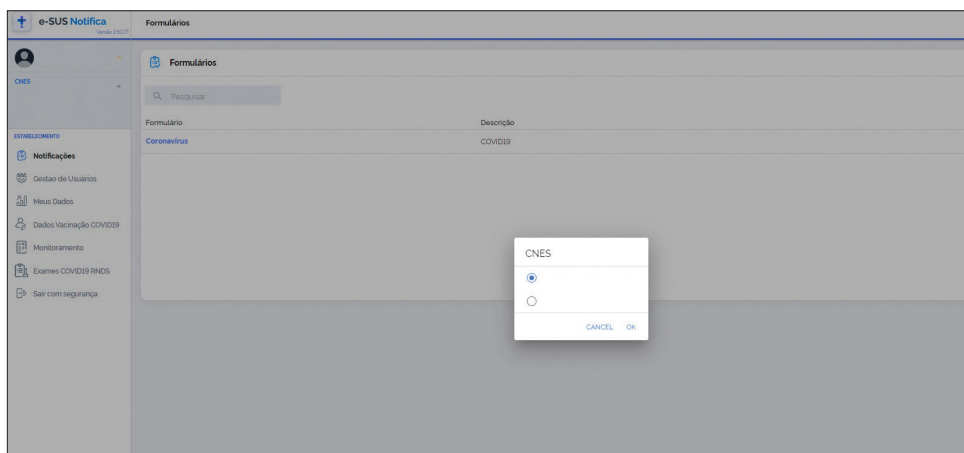 e-SUS Notifica
Formulários
CNES
ESTABELECIMENTO
Notificações
Gestao de Usuários
Meus Dados
Dados Vacinação COVID19
Monitoramento
Exames COVID19 RNDS
Sair com segurança
Formulários
Pesquisar
Formulário Descrição
Coronavírus COVID19
CNES
CANCEL OK